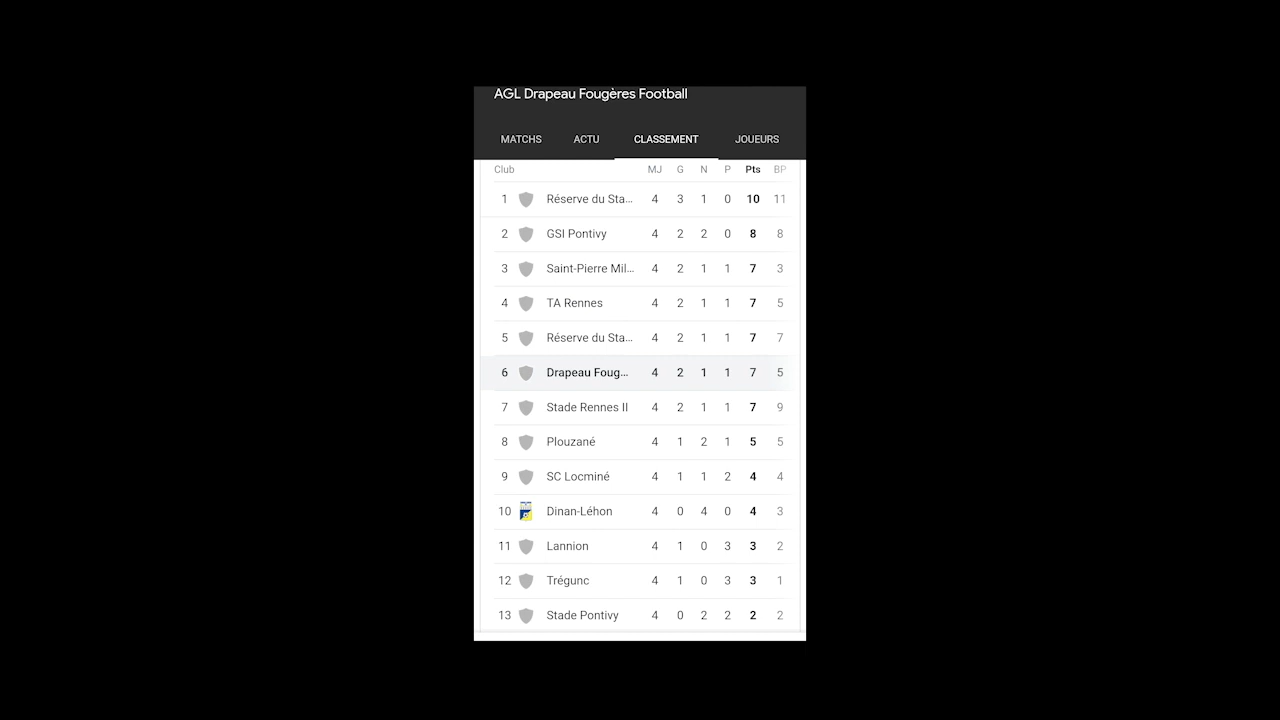 AGL Drapeau Fougères Football
MATCHS ACTU CLASSEMENT JOUEURS
Club MJ G N P Pts BP
1 Réserve du Sta... 4 3 1 0 10 11
2 GSI Pontivy 4 2 2 0 8 8
3 Saint-Pierre Mil... 4 2 1 1 7 3
4 TA Rennes 4 2 1 1 7 5
5 Réserve du Sta... 4 2 1 1 7 7
6 Drapeau Foug... 4 2 1 1 7 5
7 Stade Rennes II 4 2 1 1 7 9
8 Plouzané 4 1 2 1 5 5
9 SC Locminé 4 1 1 2 4 4
10 Dinan-Léhon 4 0 4 0 4 3
11 Lannion 4 1 0 3 3 2
12 Trégunc 4 1 0 3 3 1
13 Stade Pontivy 4 0 2 2 2 2